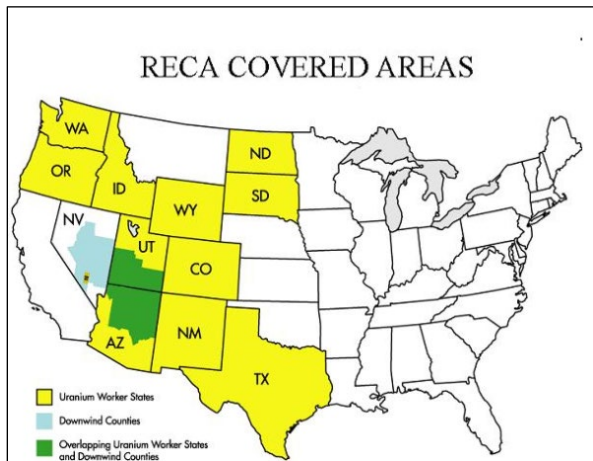 RECA COVERED AREAS
WA
OR
ID
ND
SD
WY
NV
UT
CO
AZ
NM
TX
Uranium Worker States
Downwind Counties
Overlapping Uranium Worker States
and Downwind Counties